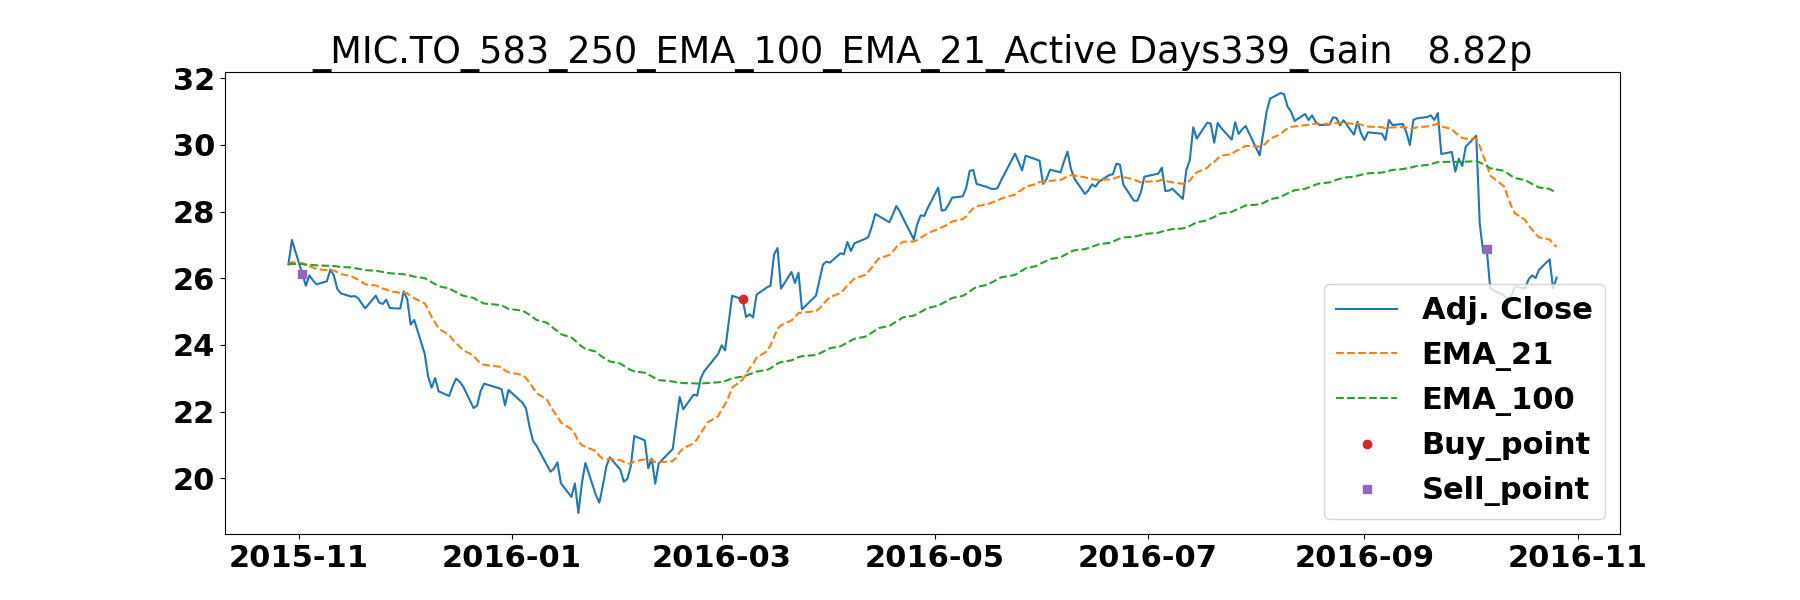 _MIC.TO_583_250_EMA_100_EMA_21_Active Days339_Gain   8.82p
32
30
28
26
24
22
20
Adj. Close
EMA_21
EMA_100
Buy_point
Sell_point
2015-11 2016-01 2016-03 2016-05 2016-07 2016-09 2016-11